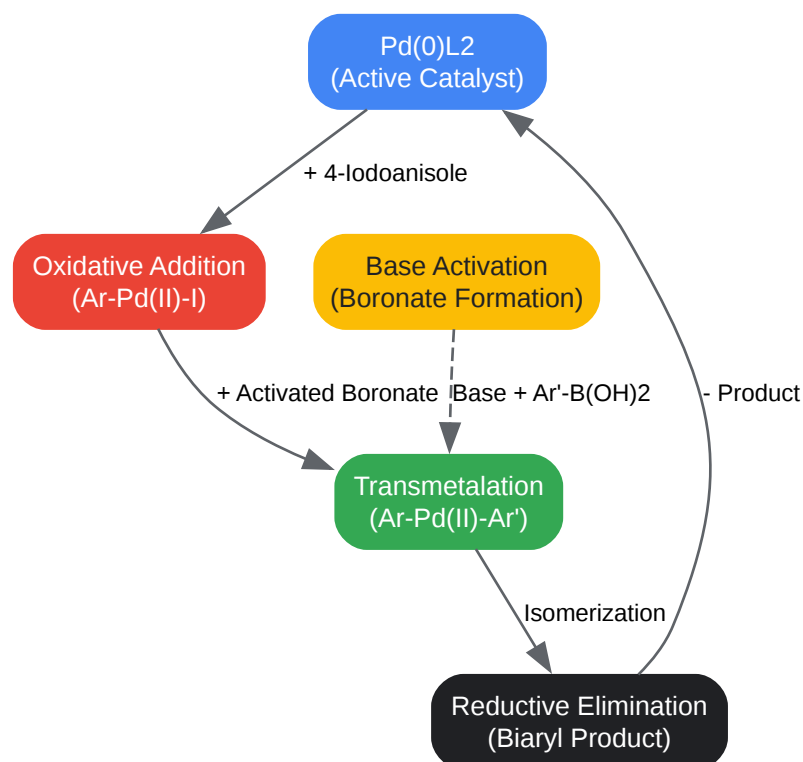 Pd(0)L2
(Active Catalyst)
+ 4-Iodoanisole
Oxidative Addition
(Ar-Pd(II)-I)
Base Activation
(Boronate Formation)
+ Activated Boronate
Base + Ar'-B(OH)2
- Product
Transmetalation
(Ar-Pd(II)-Ar')
Isomerization
Reductive Elimination
(Biaryl Product)